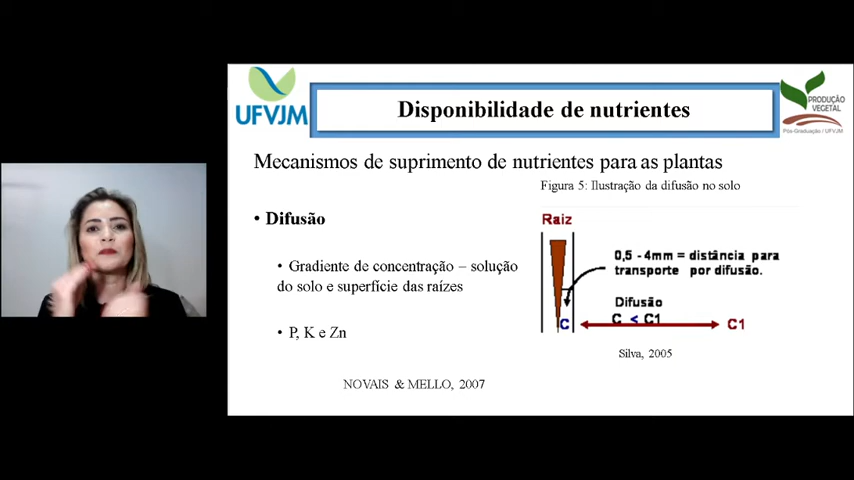 UFVJM
Disponibilidade de nutrientes
PRODUÇÃO
VEGETAL
Pós-Graduação / UFVJM
Mecanismos de suprimento de nutrientes para as plantas
Figura 5: Ilustração da difusão no solo
• Difusão
• Gradiente de concentração – solução
do solo e superfície das raízes
• P, K e Zn
NOVAIS & MELLO, 2007
Raiz
0,5 - 4mm = distância para
transporte por difusão.
Difusão
C < C1
C
C1
Silva, 2005